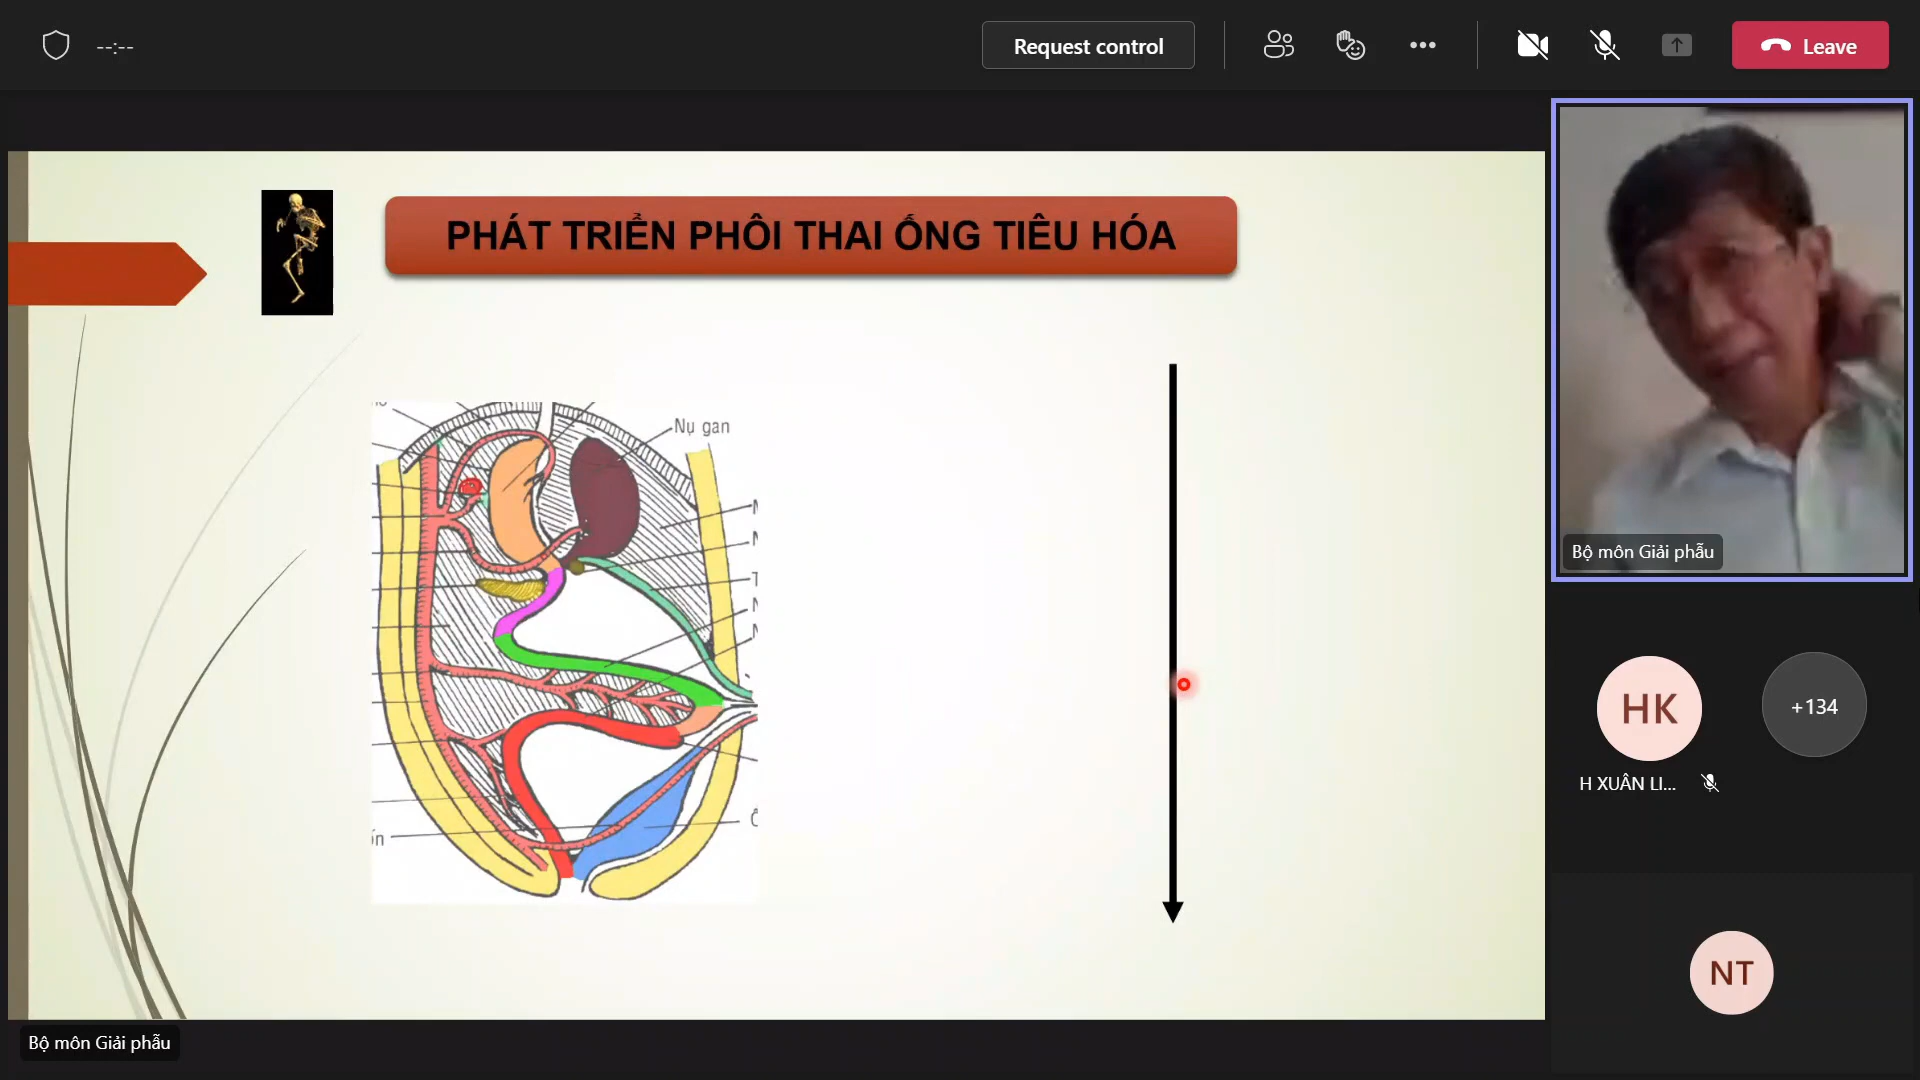 --:--
Request control
Leave
PHÁT TRIỂN PHÔI THAI ỐNG TIÊU HÓA
Nụ gan
Bộ môn Giải phẫu
HK
+134
H XUÂN LI...
NT
Bộ môn Giải phẫu